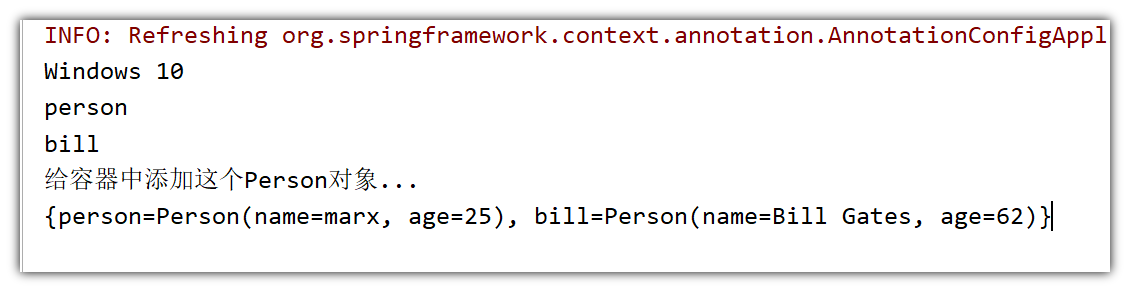 INFO: Refreshing org.springframework.context.annotation.AnnotationConfigAppl
Windows 10
person
bill
给容器中添加这个Person对象...
{person=Person(name=marx, age=25), bill=Person(name=Bill Gates, age=62)}